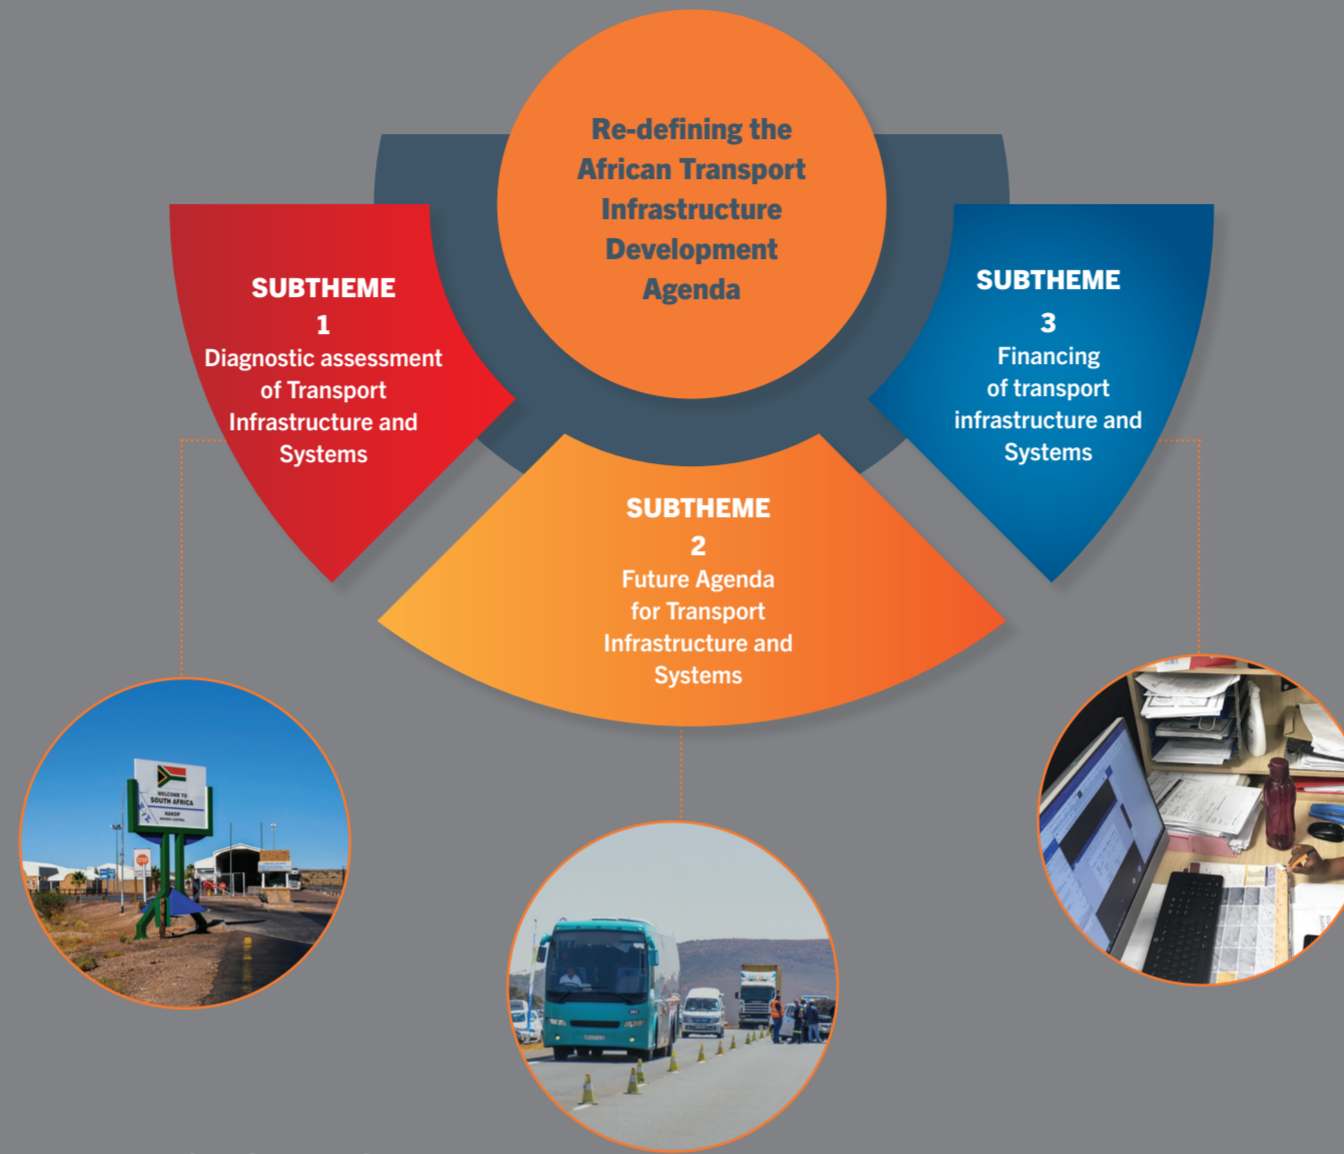 Re-defining the
African Transport
Infrastructure
Development
Agenda
SUBTHEME
1
Diagnostic assessment
of Transport
Infrastructure and
Systems
SUBTHEME
2
Future Agenda
for Transport
Infrastructure and
Systems
SUBTHEME
3
Financing
of transport
infrastructure and
Systems
WELCOME TO
SOUTH AFRICA
STOP